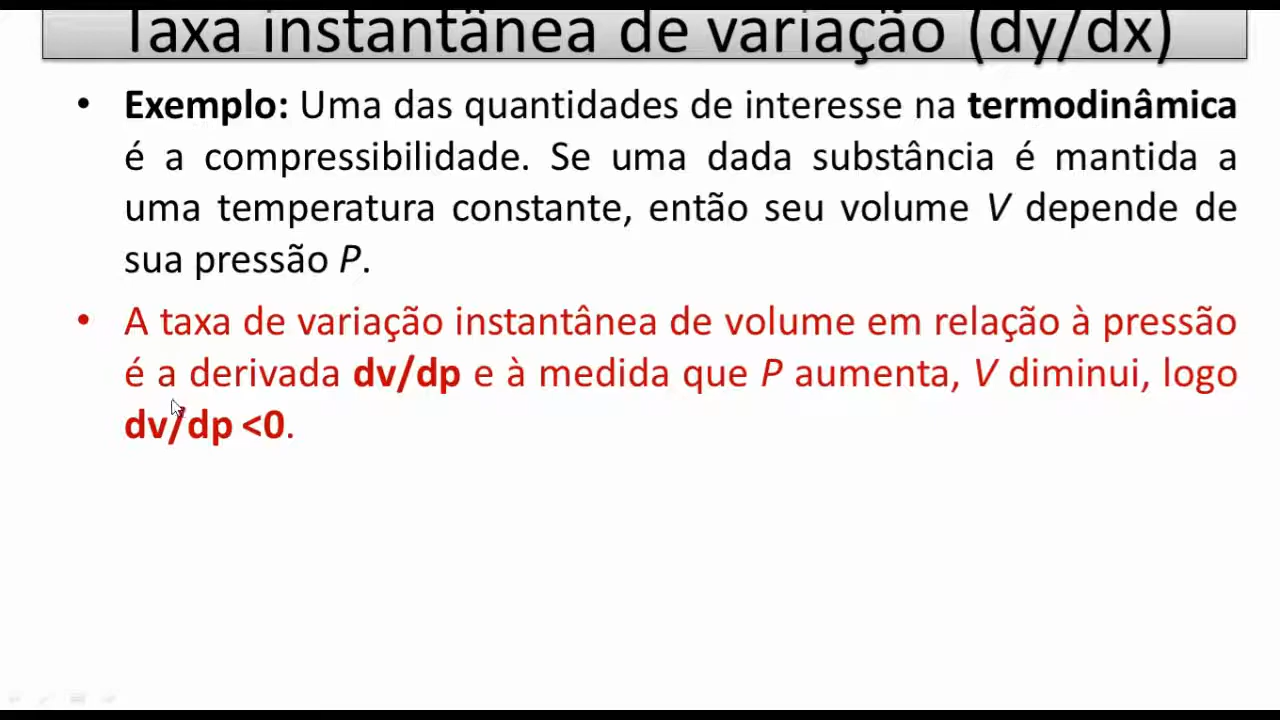 Taxa instantânea de variação (dy/dx)
• Exemplo: Uma das quantidades de interesse na termodinâmica
é a compressibilidade. Se uma dada substância é mantida a
uma temperatura constante, então seu volume V depende de
sua pressão P.
• A taxa de variação instantânea de volume em relação à pressão
é a derivada dv/dp e à medida que P aumenta, V diminui, logo
dv/dp <0.